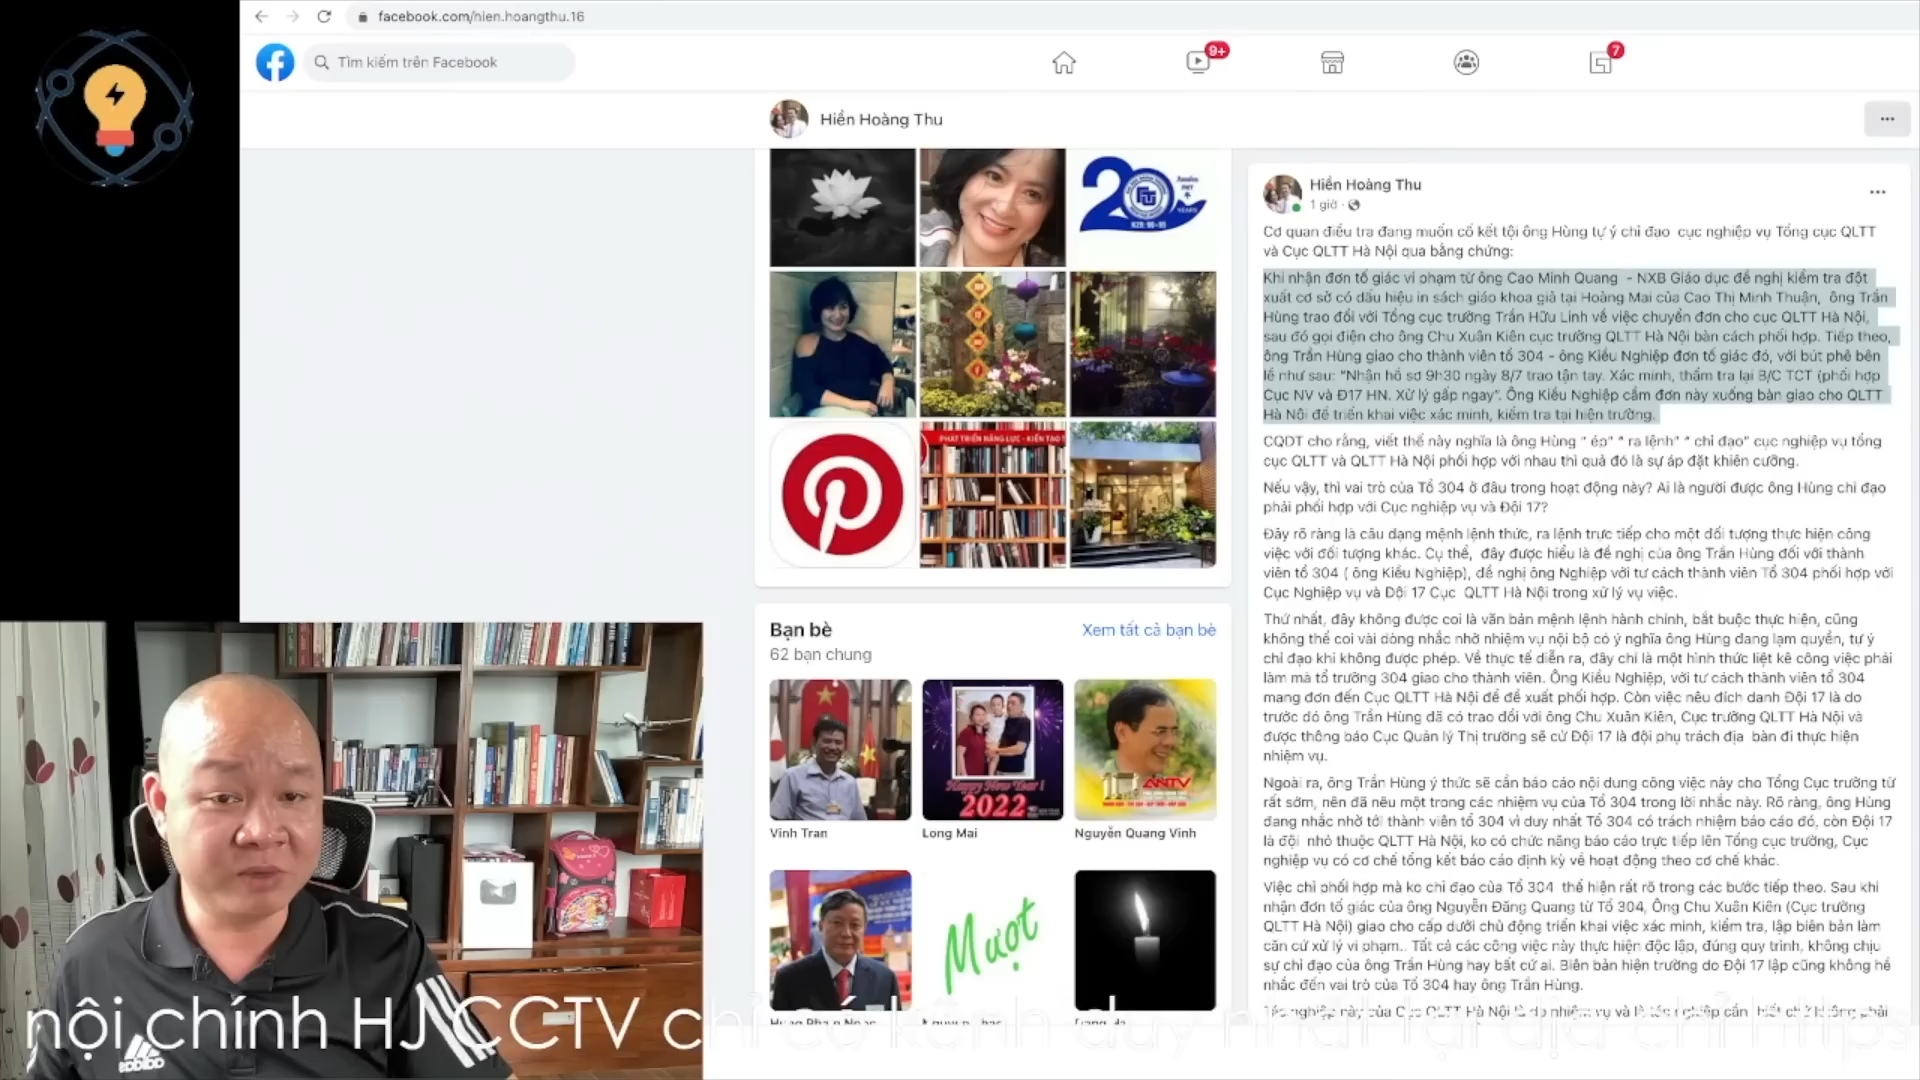 facebook.com/hien.hoangthu.16
Tìm kiếm trên Facebook
9+
7
Hiền Hoàng Thu
20
YEARS
PHÁT TRIỂN NĂNG LỰC - KIẾN TẠO
Bạn bè
Xem tất cả bạn bè
62 bạn chung
Happy New Year !
2022
ANTV
Vinh Tran
Long Mai
Nguyễn Quang Vinh
Mượt
Hiền Hoàng Thu
1 giờ ·
Cơ quan điều tra đang muốn cố kết tội ông Hùng tự ý chỉ đạo cục nghiệp vụ Tổng cục QLTT
và Cục QLTT Hà Nội qua bằng chứng:
Khi nhận đơn tố giác vi phạm từ ông Cao Minh Quang - NXB Giáo dục đề nghị kiểm tra đột
xuất cơ sở có dấu hiệu in sách giáo khoa giả tại Hoàng Mai của Cao Thị Minh Thuận, ông Trần
Hùng trao đổi với Tổng cục trưởng Trần Hữu Linh về việc chuyển đơn cho cục QLTT Hà Nội,
sau đó gọi điện cho ông Chu Xuân Kiên cục trưởng QLTT Hà Nội bàn cách phối hợp. Tiếp theo,
ông Trần Hùng giao cho thành viên tổ 304 - ông Kiều Nghiệp đơn tố giác đó, với bút phê bên
lề như sau: "Nhận hồ sơ 9h30 ngày 8/7 trao tận tay. Xác minh, thẩm tra lại B/C TCT (phối hợp
Cục NV và Đ17 HN. Xử lý gấp ngay". Ông Kiều Nghiệp cầm đơn này xuống bàn giao cho QLTT
Hà Nội để triển khai việc xác minh, kiểm tra tại hiện trường.
CQDT cho rằng, viết thế này nghĩa là ông Hùng " ép" " ra lệnh" " chỉ đạo" cục nghiệp vụ tổng
cục QLTT và QLTT Hà Nội phối hợp với nhau thì quả đó là sự áp đặt khiên cưỡng.
Nếu vậy, thì vai trò của Tổ 304 ở đâu trong hoạt động này? Ai là người được ông Hùng chỉ đạo
phải phối hợp với Cục nghiệp vụ và Đội 17?
Đây rõ ràng là câu dạng mệnh lệnh thức, ra lệnh trực tiếp cho một đối tượng thực hiện công
việc với đối tượng khác. Cụ thể, đây được hiểu là đề nghị của ông Trần Hùng đối với thành
viên tổ 304 ( ông Kiều Nghiệp), đề nghị ông Nghiệp với tư cách thành viên Tổ 304 phối hợp với
Cục Nghiệp vụ và Đội 17 Cục QLTT Hà Nội trong xử lý vụ việc.
Thứ nhất, đây không được coi là văn bản mệnh lệnh hành chính, bắt buộc thực hiện, cũng
không thể coi vài dòng nhắc nhở nhiệm vụ nội bộ có ý nghĩa ông Hùng đang lạm quyền, tự ý
chỉ đạo khi không được phép. Về thực tế diễn ra, đây chỉ là một hình thức liệt kê công việc phải
làm mà tổ trưởng 304 giao cho thành viên. Ông Kiều Nghiệp, với tư cách thành viên tổ 304
mang đơn đến Cục QLTT Hà Nội để đề xuất phối hợp. Còn việc nêu đích danh Đội 17 là do
trước đó ông Trần Hùng đã có trao đổi với ông Chu Xuân Kiên, Cục trưởng QLTT Hà Nội và
được thông báo Cục Quản lý Thị trường sẽ cử Đội 17 là đội phụ trách địa bàn đi thực hiện
nhiệm vụ.
Ngoài ra, ông Trần Hùng ý thức sẽ cần báo cáo nội dung công việc này cho Tổng Cục trưởng từ
rất sớm, nên đã nêu một trong các nhiệm vụ của Tổ 304 trong lời nhắc này. Rõ ràng, ông Hùng
đang nhắc nhở tới thành viên tổ 304 vì duy nhất Tổ 304 có trách nhiệm báo cáo đó, còn Đội 17
là đội nhỏ thuộc QLTT Hà Nội, ko có chức năng báo cáo trực tiếp lên Tổng cục trưởng, Cục
nghiệp vụ có cơ chế tổng kết báo cáo định kỳ về hoạt động theo cơ chế khác.
Việc chỉ phối hợp mà ko chỉ đạo của Tổ 304 thể hiện rất rõ trong các bước tiếp theo. Sau khi
nhận đơn tố giác của ông Nguyễn Đăng Quang từ Tổ 304, Ông Chu Xuân Kiên (Cục trưởng
QLTT Hà Nội) giao cho cấp dưới chủ động triển khai việc xác minh, kiểm tra, lập biên bản làm
căn cứ xử lý vi phạm.. Tất cả các công việc này thực hiện độc lập, đúng quy trình, không chịu
sự chỉ đạo của ông Trần Hùng hay bất cứ ai. Biên bản hiện trường do Đội 17 lập cũng không hề
nhắc đến vai trò của Tổ 304 hay ông Trần Hùng.
nội chính HJ CCTV chỉ có kênh duy nhất tại địa chỉ https
adidas